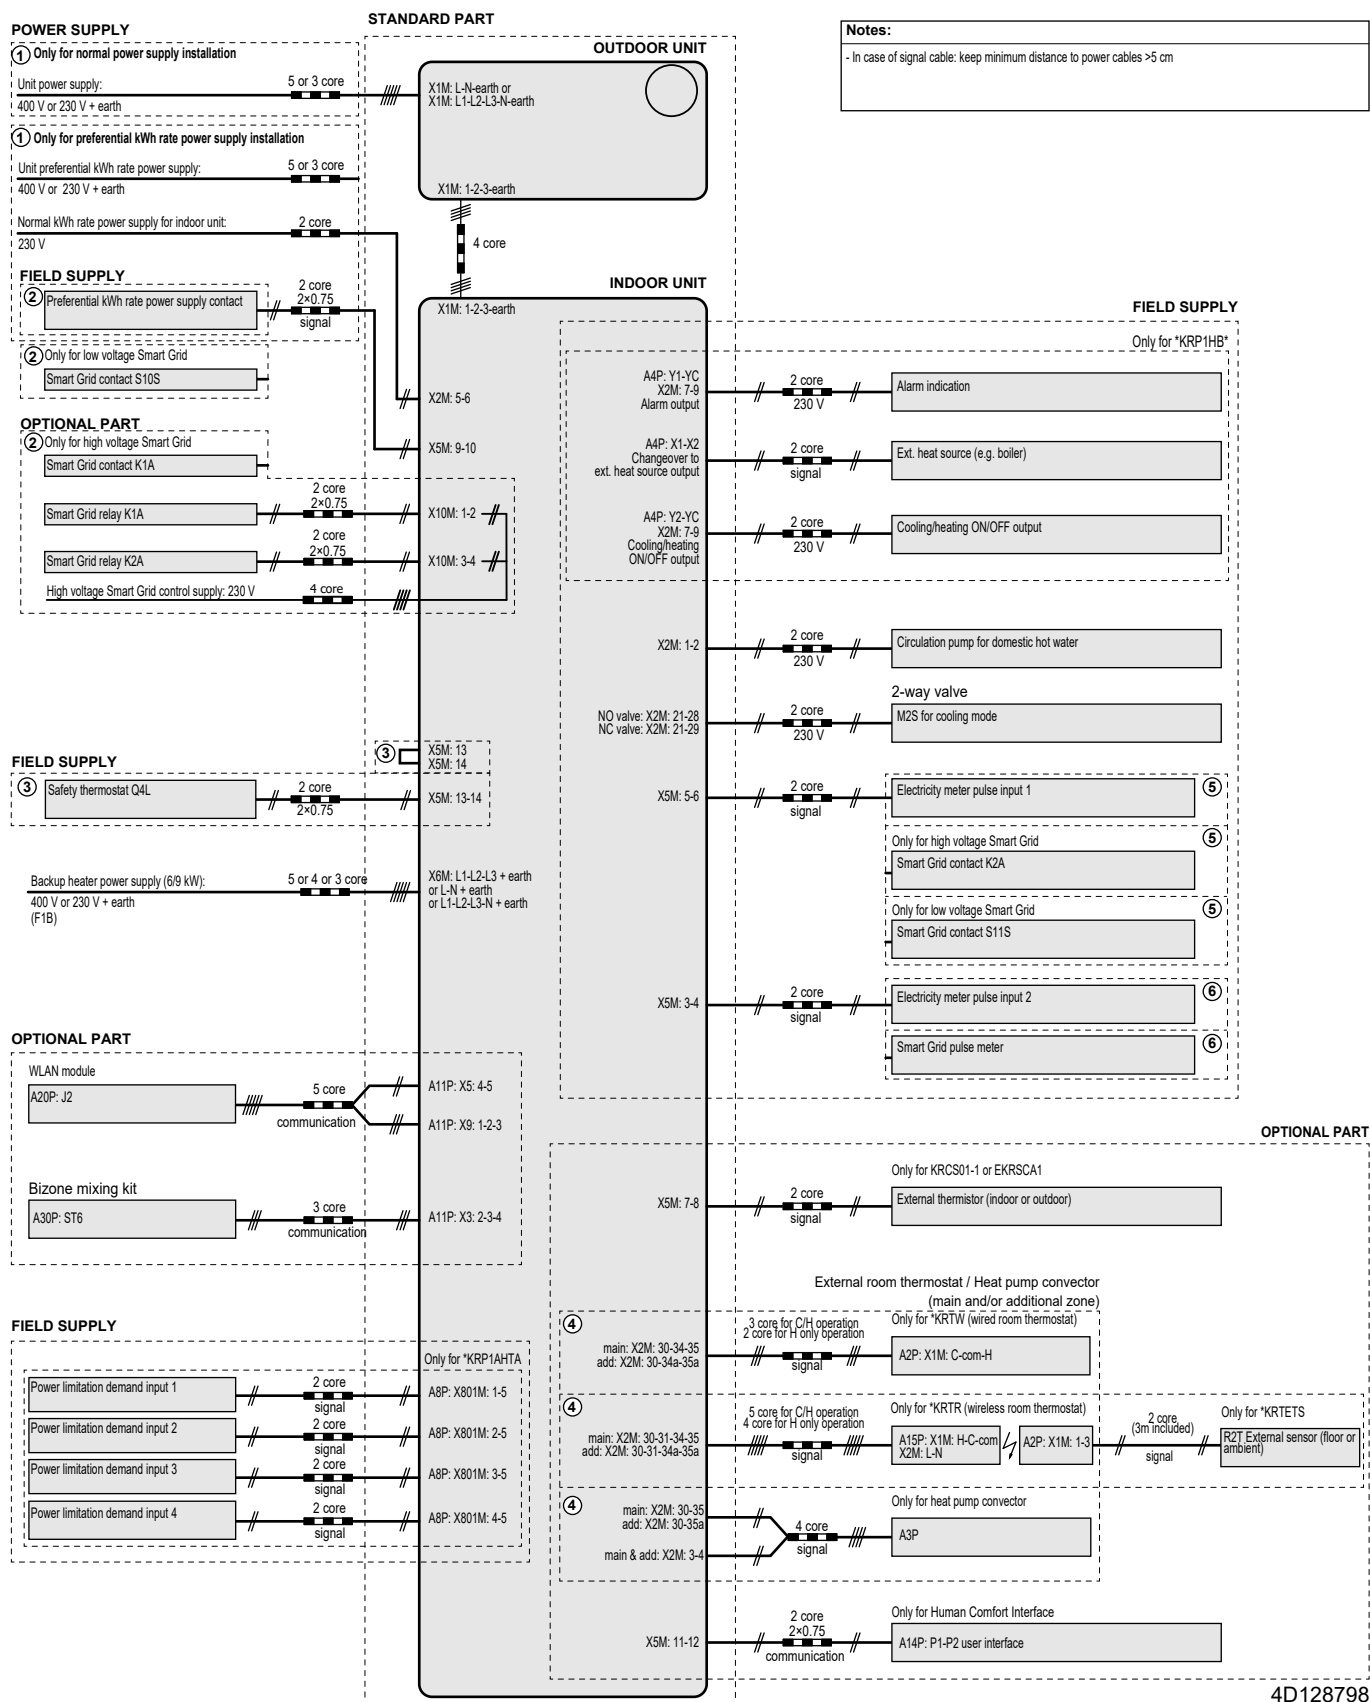 POWER SUPPLY
① Only for normal power supply installation
Unit power supply:
5 or 3 core
400 V or 230 V + earth
① Only for preferential kWh rate power supply installation
Unit preferential kWh rate power supply:
5 or 3 core
400 V or 230 V + earth
Normal kWh rate power supply for indoor unit:
2 core
230 V
FIELD SUPPLY
② Preferential kWh rate power supply contact
2 core
2×0.75
signal
② Only for low voltage Smart Grid
Smart Grid contact S10S
OPTIONAL PART
② Only for high voltage Smart Grid
Smart Grid contact K1A
Smart Grid relay K1A
2 core
2×0.75
Smart Grid relay K2A
2 core
2×0.75
High voltage Smart Grid control supply: 230 V
4 core
FIELD SUPPLY
③ Safety thermostat Q4L
2 core
2×0.75
Backup heater power supply (6/9 kW):
5 or 4 or 3 core
400 V or 230 V + earth
(F1B)
OPTIONAL PART
WLAN module
A20P: J2
5 core
communication
Bizone mixing kit
A30P: ST6
3 core
communication
FIELD SUPPLY
Only for *KRP1AHTA
Power limitation demand input 1
2 core
signal
A8P: X801M: 1-5
Power limitation demand input 2
2 core
signal
A8P: X801M: 2-5
Power limitation demand input 3
2 core
signal
A8P: X801M: 3-5
Power limitation demand input 4
2 core
signal
A8P: X801M: 4-5
STANDARD PART
OUTDOOR UNIT
X1M: L-N-earth or
X1M: L1-L2-L3-N-earth
X1M: 1-2-3-earth
4 core
INDOOR UNIT
X1M: 1-2-3-earth
X2M: 5-6
X5M: 9-10
X10M: 1-2
X10M: 3-4
③
X5M: 13
X5M: 14
X5M: 13-14
X6M: L1-L2-L3 + earth
or L-N + earth
or L1-L2-L3-N + earth
A11P: X5: 4-5
A11P: X9: 1-2-3
A11P: X3: 2-3-4
Notes:
- In case of signal cable: keep minimum distance to power cables >5 cm
FIELD SUPPLY
Only for *KRP1HB*
A4P: Y1-YC
X2M: 7-9
Alarm output
2 core
230 V
Alarm indication
A4P: X1-X2
Changeover to
ext. heat source output
2 core
signal
Ext. heat source (e.g. boiler)
A4P: Y2-YC
X2M: 7-9
Cooling/heating
ON/OFF output
2 core
230 V
Cooling/heating ON/OFF output
X2M: 1-2
2 core
230 V
Circulation pump for domestic hot water
2-way valve
NO valve: X2M: 21-28
NC valve: X2M: 21-29
2 core
230 V
M2S for cooling mode
X5M: 5-6
2 core
signal
Electricity meter pulse input 1
⑤
Only for high voltage Smart Grid
⑤
Smart Grid contact K2A
Only for low voltage Smart Grid
⑤
Smart Grid contact S11S
X5M: 3-4
2 core
signal
Electricity meter pulse input 2
⑥
Smart Grid pulse meter
⑥
OPTIONAL PART
Only for KRCS01-1 or EKRSCA1
X5M: 7-8
2 core
signal
External thermistor (indoor or outdoor)
External room thermostat / Heat pump convector
(main and/or additional zone)
④
main: X2M: 30-34-35
add: X2M: 30-34a-35a
3 core for C/H operation
2 core for H only operation
signal
Only for *KRTW (wired room thermostat)
A2P: X1M: C-com-H
④
main: X2M: 30-31-34-35
add: X2M: 30-31-34a-35a
5 core for C/H operation
4 core for H only operation
signal
Only for *KRTR (wireless room thermostat)
A15P: X1M: H-C-com
X2M: L-N
A2P: X1M: 1-3
2 core
(3m included)
signal
Only for *KRTETS
R2T External sensor (floor or
ambient)
④
main: X2M: 30-35
add: X2M: 30-35a
main & add: X2M: 3-4
4 core
signal
Only for heat pump convector
A3P
X5M: 11-12
2 core
2×0.75
communication
Only for Human Comfort Interface
A14P: P1-P2 user interface
4D128798